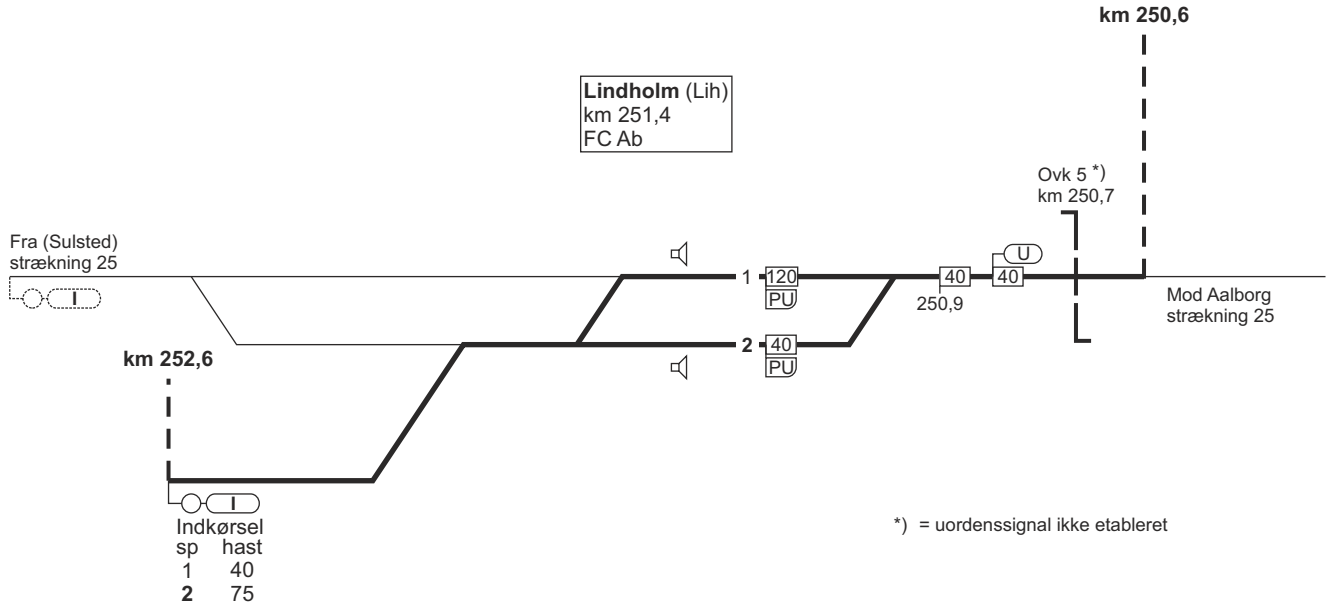 km 250,6
Lindholm (Lih)
km 251,4
FC Ab
Ovk 5 *)
km 250,7
Fra (Sulsted)
strækning 25
I
U
1 120 40 40
PU
250,9
Mod Aalborg
strækning 25
2 40
PU
km 252,6
I
Indkørsel
sp hast
1 40
2 75
*) = uordenssignal ikke etableret